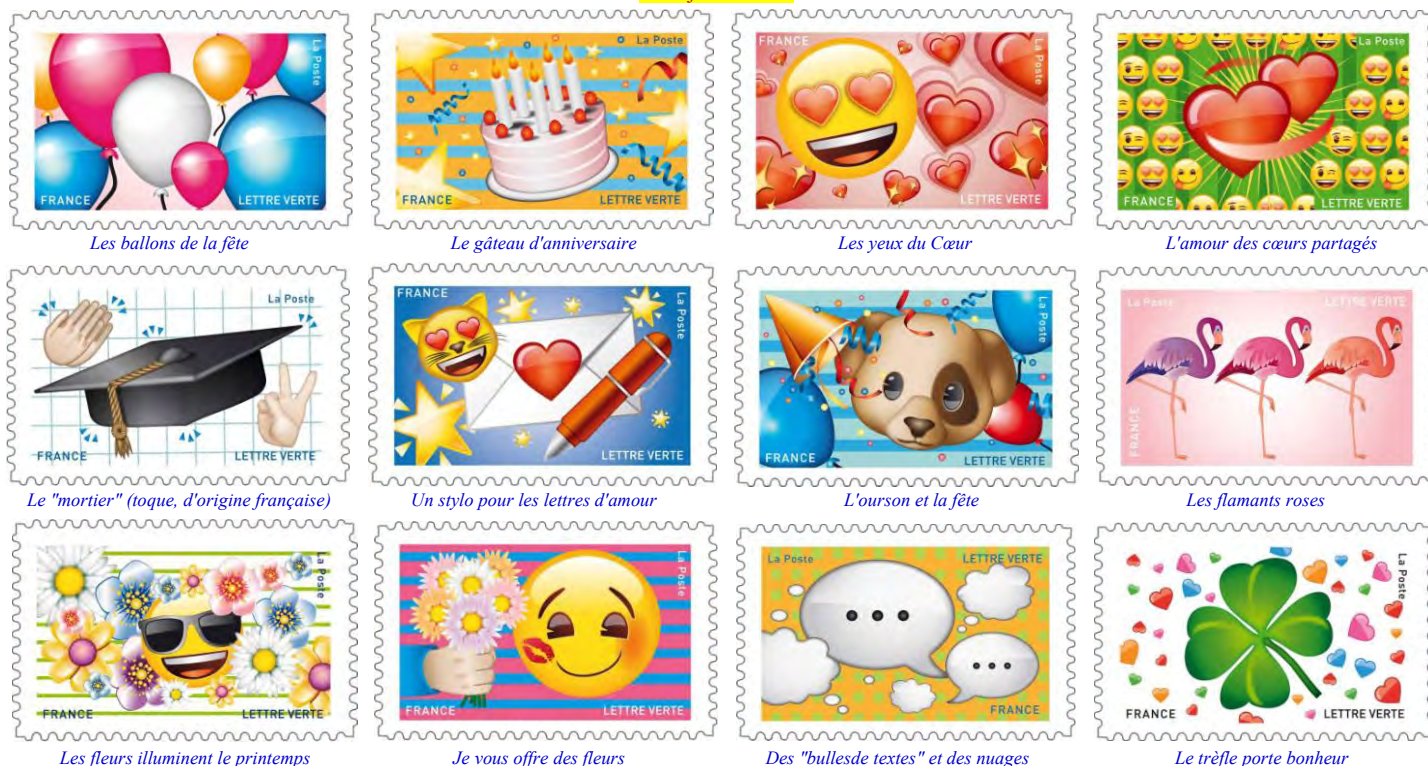 La Poste
FRANCE LETTRE VERTE
La Poste
FRANCE LETTRE VERTE
FRANCE La Poste
LETTRE VERTE
La Poste
FRANCE LETTRE VERTE
Les ballons de la fête
Le gâteau d'anniversaire
Les yeux du Cœur
L'amour des cœurs partagés
La Poste
FRANCE LETTRE VERTE
FRANCE La Poste
LETTRE VERTE
La Poste
FRANCE LETTRE VERTE
La Poste LETTRE VERTE
FRANCE
Le "mortier" (toque, d'origine française)
Un stylo pour les lettres d'amour
L'ourson et la fête
Les flamants roses
La Poste
FRANCE LETTRE VERTE
La Poste
FRANCE LETTRE VERTE
La Poste LETTRE VERTE
FRANCE
La Poste
FRANCE LETTRE VERTE
Les fleurs illuminent le printemps
Je vous offre des fleurs
Des "bullesde textes" et des nuages
Le trèfle porte bonheur